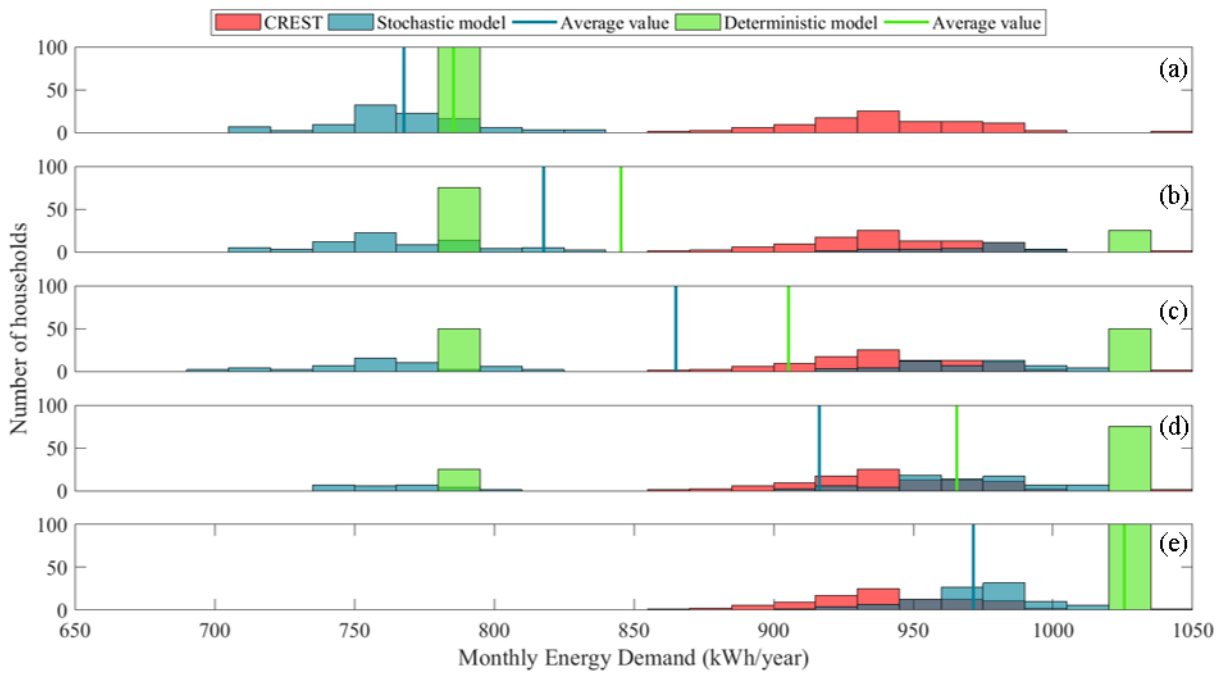 CREST Stochastic model Average value Deterministic model Average value
100
50
0
(a)
100
50
0
(b)
100
50
0
(c)
100
50
0
(d)
100
50
0
(e)
650 700 750 800 850 900 950 1000 1050
Number of households
Monthly Energy Demand (kWh/year)